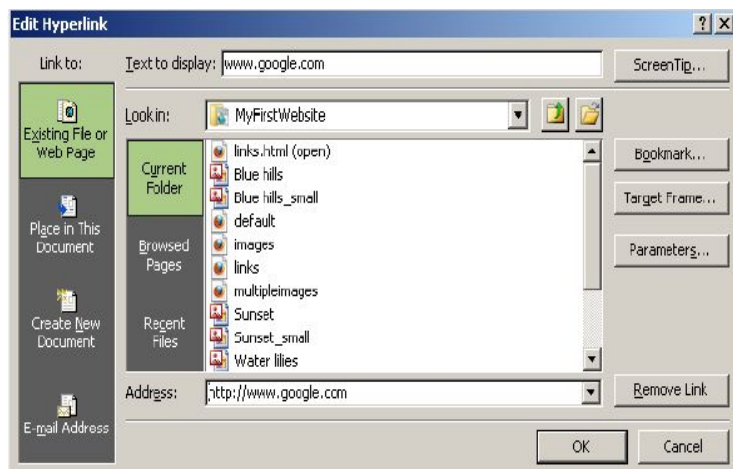 Edit Hyperlink
Link to:
Text to display: www.google.com
ScreenTip...
Existing File or
Web Page
Place in This
Document
Create New
Document
E-mail Address
Look in: MyFirstWebsite
Current
Folder
Browsed
Pages
Recent
Files
links.html (open)
Blue hills
Blue hills_small
default
images
links
multipleimages
Sunset
Sunset_small
Water lilies
Bookmark...
Target Frame...
Parameters...
Address: http://www.google.com
Remove Link
OK
Cancel